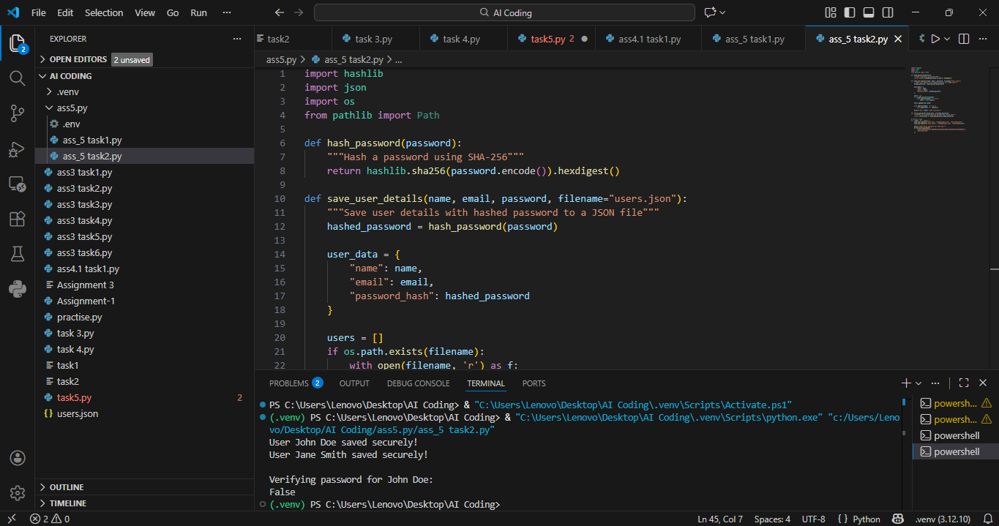 File Edit Selection View Go Run ···
AI Coding
EXPLORER ···
OPEN EDITORS 2 unsaved
AI CODING
.venv
ass5.py
.env
ass_5 task1.py
ass_5 task2.py
ass3 task1.py
ass3 task2.py
ass3 task3.py
ass3 task4.py
ass3 task5.py
ass3 task6.py
ass4.1 task1.py
Assignment 3
Assignment-1
practise.py
task 3.py
task 4.py
task1
task2
task5.py 2
users.json
OUTLINE
TIMELINE
2
task2 task 3.py task 4.py task5.py 2 ass4.1 task1.py ass_5 task1.py ass_5 task2.py
ass5.py > ass_5 task2.py > ...
1 import hashlib
2 import json
3 import os
4 from pathlib import Path
5
6 def hash_password(password):
7 """Hash a password using SHA-256"""
8 return hashlib.sha256(password.encode()).hexdigest()
9
10 def save_user_details(name, email, password, filename="users.json"):
11 """Save user details with hashed password to a JSON file"""
12 hashed_password = hash_password(password)
13
14 user_data = {
15 "name": name,
16 "email": email,
17 "password_hash": hashed_password
18 }
19
20 users = []
21 if os.path.exists(filename):
22 with open(filename, 'r') as f:
PROBLEMS 2 OUTPUT DEBUG CONSOLE TERMINAL PORTS
PS C:\Users\Lenovo\Desktop\AI Coding> & "C:\Users\Lenovo\Desktop\AI Coding\.venv\Scripts\Activate.ps1"
(.venv) PS C:\Users\Lenovo\Desktop\AI Coding> & "C:\Users\Lenovo\Desktop\AI Coding\.venv\Scripts\python.exe" "c:/Users/Leno
vo/Desktop/AI Coding/ass5.py/ass_5 task2.py"
User John Doe saved securely!
User Jane Smith saved securely!
Verifying password for John Doe:
False
(.venv) PS C:\Users\Lenovo\Desktop\AI Coding>
powersh...
powersh...
powershell
powershell
2 0 Ln 45, Col 7 Spaces: 4 UTF-8 { } Python .venv (3.12.10)